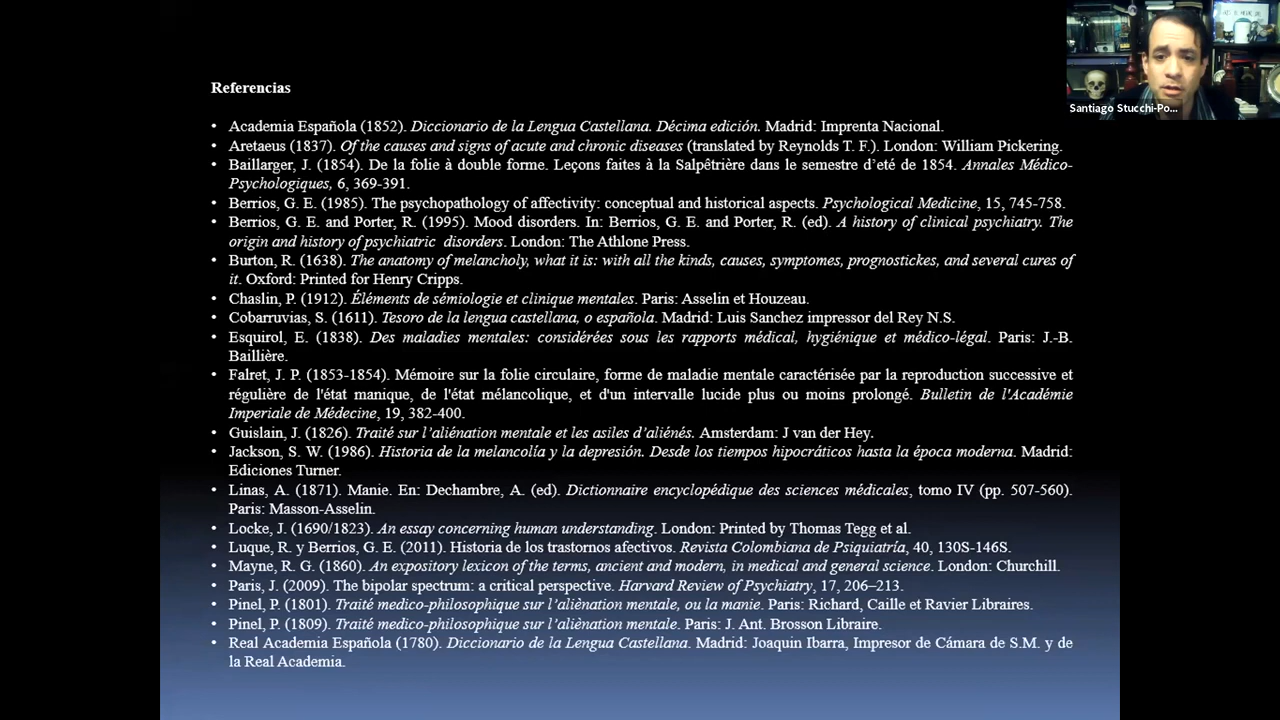 Referencias
• Academia Española (1852). Diccionario de la Lengua Castellana. Décima edición. Madrid: Imprenta Nacional.
• Aretaeus (1837). Of the causes and signs of acute and chronic diseases (translated by Reynolds T. F.). London: William Pickering.
• Baillarger, J. (1854). De la folie à double forme. Leçons faites à la Salpêtrière dans le semestre d’eté de 1854. Annales Médico-
Psychologiques, 6, 369-391.
• Berrios, G. E. (1985). The psychopathology of affectivity: conceptual and historical aspects. Psychological Medicine, 15, 745-758.
• Berrios, G. E. and Porter, R. (1995). Mood disorders. In: Berrios, G. E. and Porter, R. (ed). A history of clinical psychiatry. The
origin and history of psychiatric disorders. London: The Athlone Press.
• Burton, R. (1638). The anatomy of melancholy, what it is: with all the kinds, causes, symptomes, prognostickes, and several cures of
it. Oxford: Printed for Henry Cripps.
• Chaslin, P. (1912). Éléments de sémiologie et clinique mentales. Paris: Asselin et Houzeau.
• Cobarruvias, S. (1611). Tesoro de la lengua castellana, o española. Madrid: Luis Sanchez impressor del Rey N.S.
• Esquirol, E. (1838). Des maladies mentales: considérées sous les rapports médical, hygiénique et médico-légal. Paris: J.-B.
Baillière.
• Falret, J. P. (1853-1854). Mémoire sur la folie circulaire, forme de maladie mentale caractérisée par la reproduction successive et
régulière de l'état manique, de l'état mélancolique, et d'un intervalle lucide plus ou moins prolongé. Bulletin de l'Académie
Imperiale de Médecine, 19, 382-400.
• Guislain, J. (1826). Traité sur l’aliénation mentale et les asiles d’aliénés. Amsterdam: J van der Hey.
• Jackson, S. W. (1986). Historia de la melancolía y la depresión. Desde los tiempos hipocráticos hasta la época moderna. Madrid:
Ediciones Turner.
• Linas, A. (1871). Manie. En: Dechambre, A. (ed). Dictionnaire encyclopédique des sciences médicales, tomo IV (pp. 507-560).
Paris: Masson-Asselin.
• Locke, J. (1690/1823). An essay concerning human understanding. London: Printed by Thomas Tegg et al.
• Luque, R. y Berrios, G. E. (2011). Historia de los trastornos afectivos. Revista Colombiana de Psiquiatría, 40, 130S-146S.
• Mayne, R. G. (1860). An expository lexicon of the terms, ancient and modern, in medical and general science. London: Churchill.
• Paris, J. (2009). The bipolar spectrum: a critical perspective. Harvard Review of Psychiatry, 17, 206–213.
• Pinel, P. (1801). Traité medico-philosophique sur l’aliènation mentale, ou la manie. Paris: Richard, Caille et Ravier Libraires.
• Pinel, P. (1809). Traité medico-philosophique sur l’aliènation mentale. Paris: J. Ant. Brosson Libraire.
• Real Academia Española (1780). Diccionario de la Lengua Castellana. Madrid: Joaquin Ibarra, Impresor de Cámara de S.M. y de
la Real Academia.
Santiago Stucchi-Po...